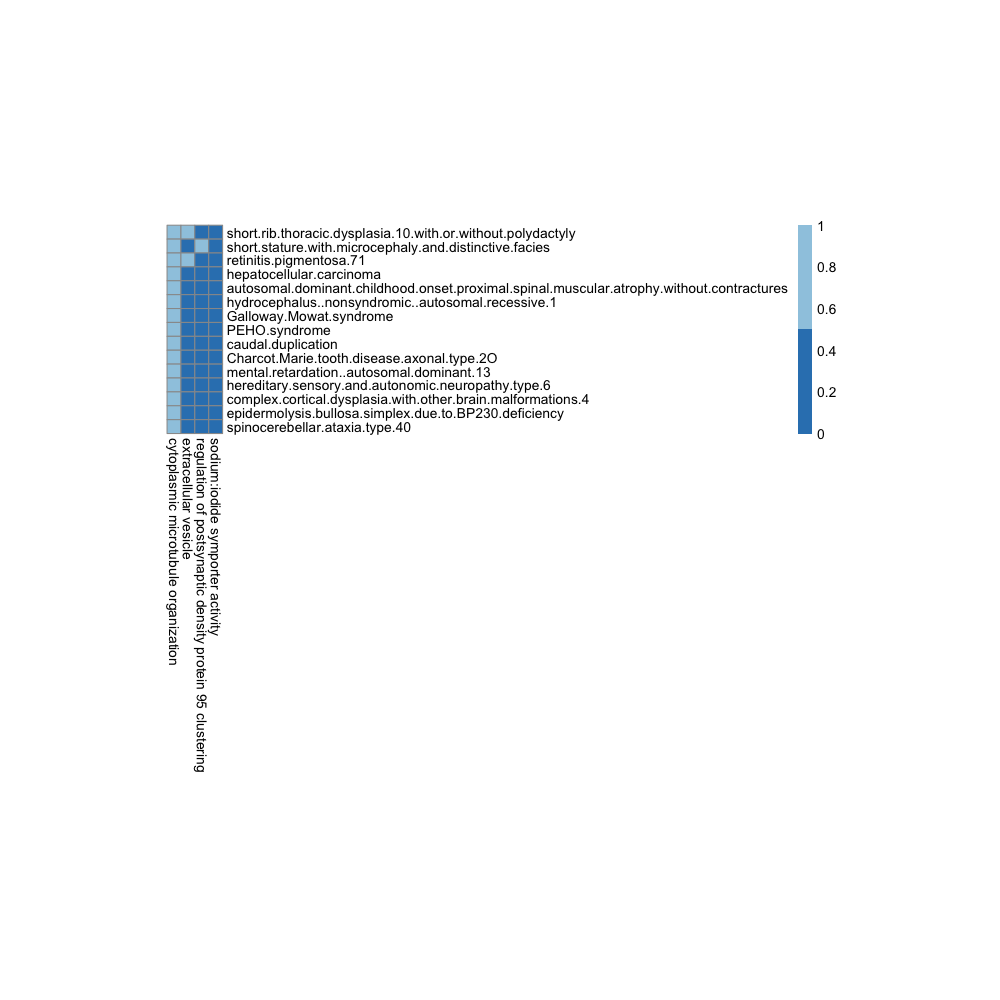 short.rib.thoracic.dysplasia.10.with.or.without.polydactyly
short.stature.with.microcephaly.and.distinctive.facies
retinitis.pigmentosa.71
hepatocellular.carcinoma
autosomal.dominant.childhood.onset.proximal.spinal.muscular.atrophy.without.contractures
hydrocephalus..nonsyndromic..autosomal.recessive.1
Galloway.Mowat.syndrome
PEHO.syndrome
caudal.duplication
Charcot.Marie.tooth.disease.axonal.type.2O
mental.retardation..autosomal.dominant.13
hereditary.sensory.and.autonomic.neuropathy.type.6
complex.cortical.dysplasia.with.other.brain.malformations.4
epidermolysis.bullosa.simplex.due.to.BP230.deficiency
spinocerebellar.ataxia.type.40
1
0.8
0.6
0.4
0.2
0
cytoplasmic microtubule organization
extracellular vesicle
regulation of postsynaptic density protein 95 clustering
sodium:iodide symporter activity